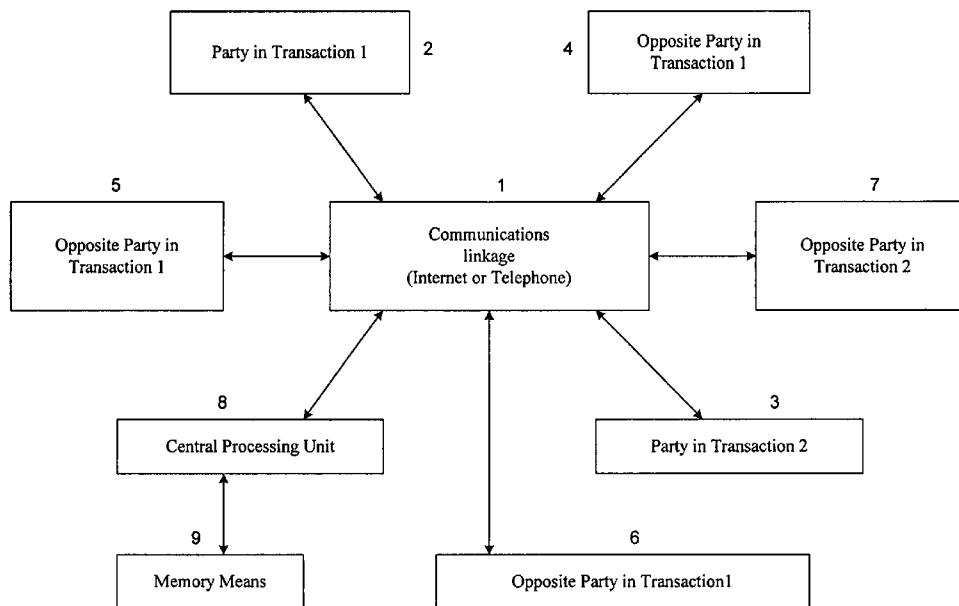 Party in Transaction 1
2
4
Opposite Party in
Transaction 1
5
Opposite Party in
Transaction 1
1
Communications
linkage
(Internet or Telephone)
7
Opposite Party in
Transaction 2
8
Central Processing Unit
3
Party in Transaction 2
9
Memory Means
6
Opposite Party in Transaction1